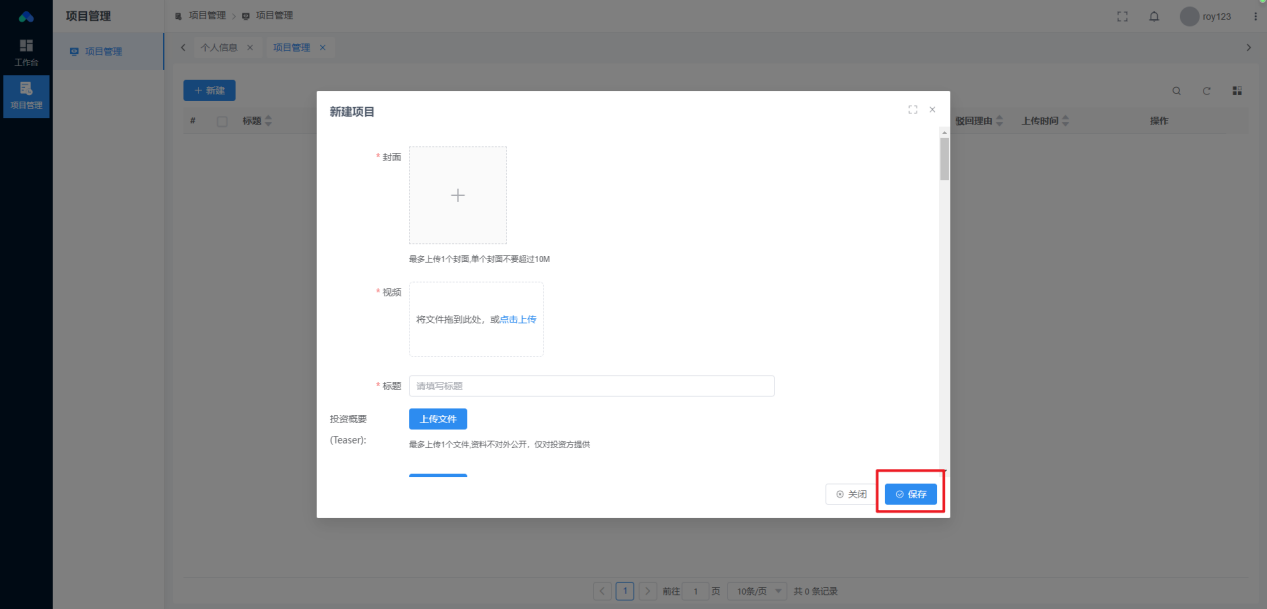 项目管理
项目管理 > 项目管理
roy123
工作台
项目管理
项目管理
个人信息 ×
项目管理 ×
+ 新建
# 标题
驳回理由 上传时间 操作
新建项目
* 封面
最多上传1个封面,单个封面不要超过10M
* 视频
将文件拖到此处，或点击上传
* 标题
请填写标题
投资概要
(Teaser):
上传文件
最多上传1个文件,资料不对外公开，仅对投资方提供
关闭
保存
1 前往 1 页 10条/页 共 0 条记录